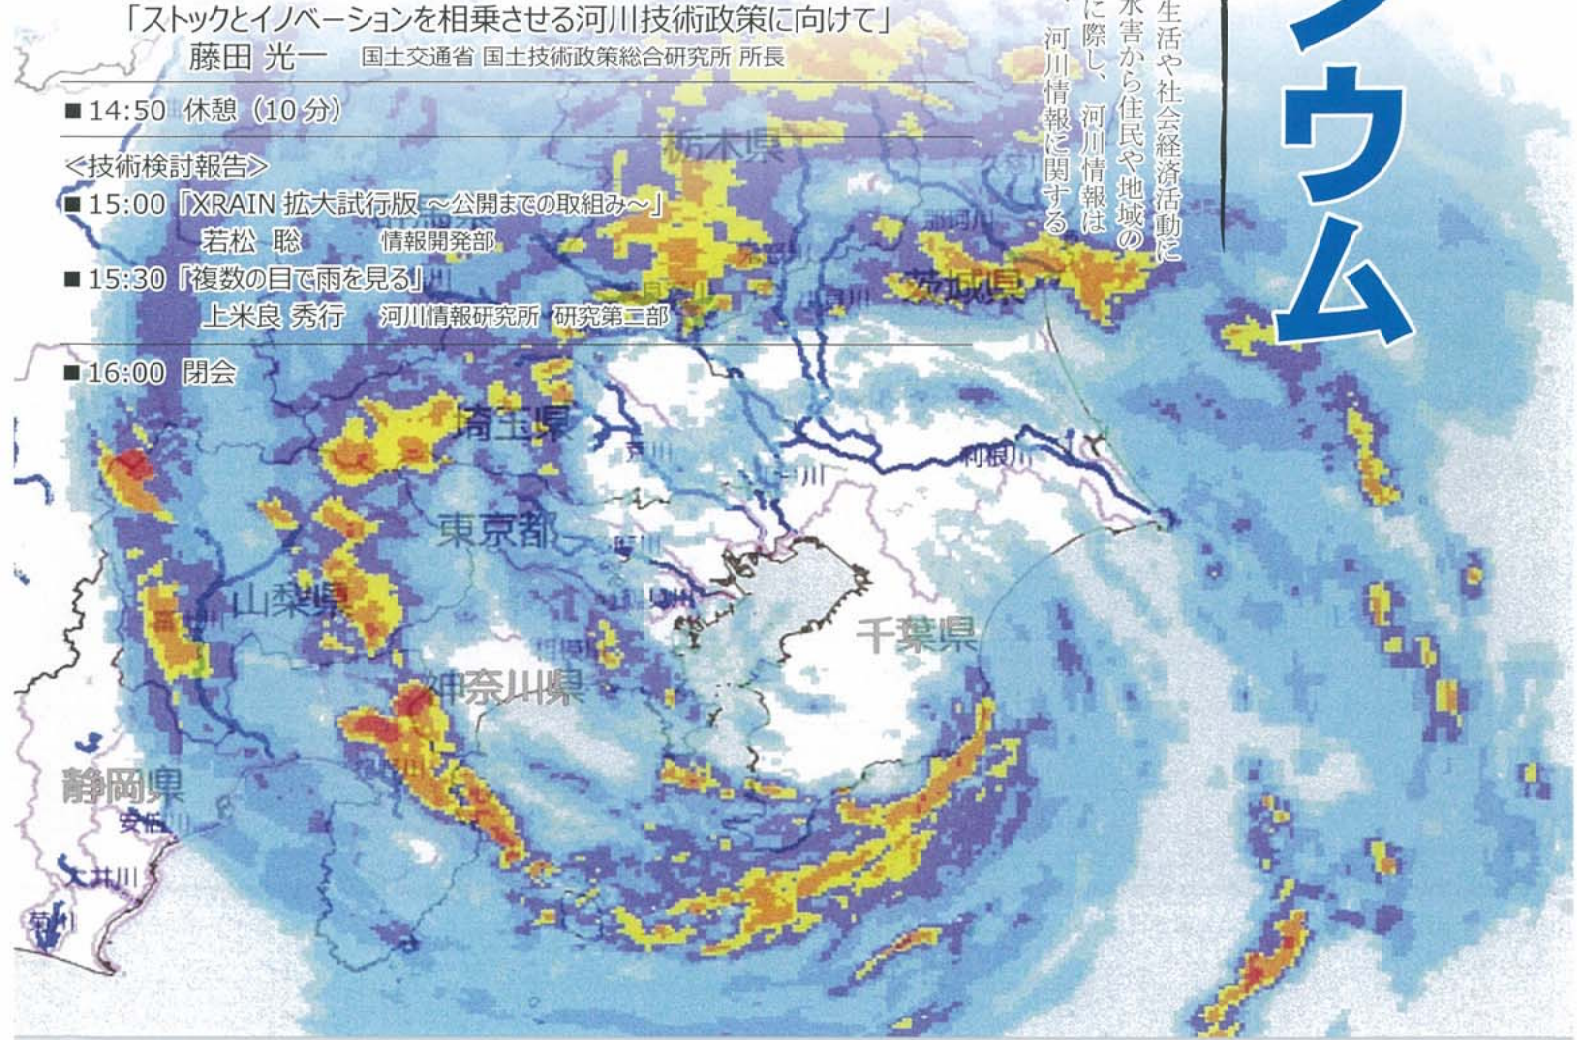 「ストックとイノベーションを相乗させる河川技術政策に向けて」
藤田 光一 国土交通省 国土技術政策総合研究所 所長
■14:50 休憩（10分）
＜技術検討報告＞
■15:00「XRAIN 拡大試行版 ～公開までの取組み～」
若松 聡 情報開発部
■15:30「複数の目で雨を見る」
上米良 秀行 河川情報研究所 研究第二部
■16:00 閉会
ウム
生活や社会経済活動に
水害から住民や地域の
に際し、河川情報は
河川情報に関する
栃木県
那珂川
茨城県
埼玉県
荒川
利根川
東京都
山梨県
千葉県
神奈川県
静岡県
安倍川
大井川
菊川